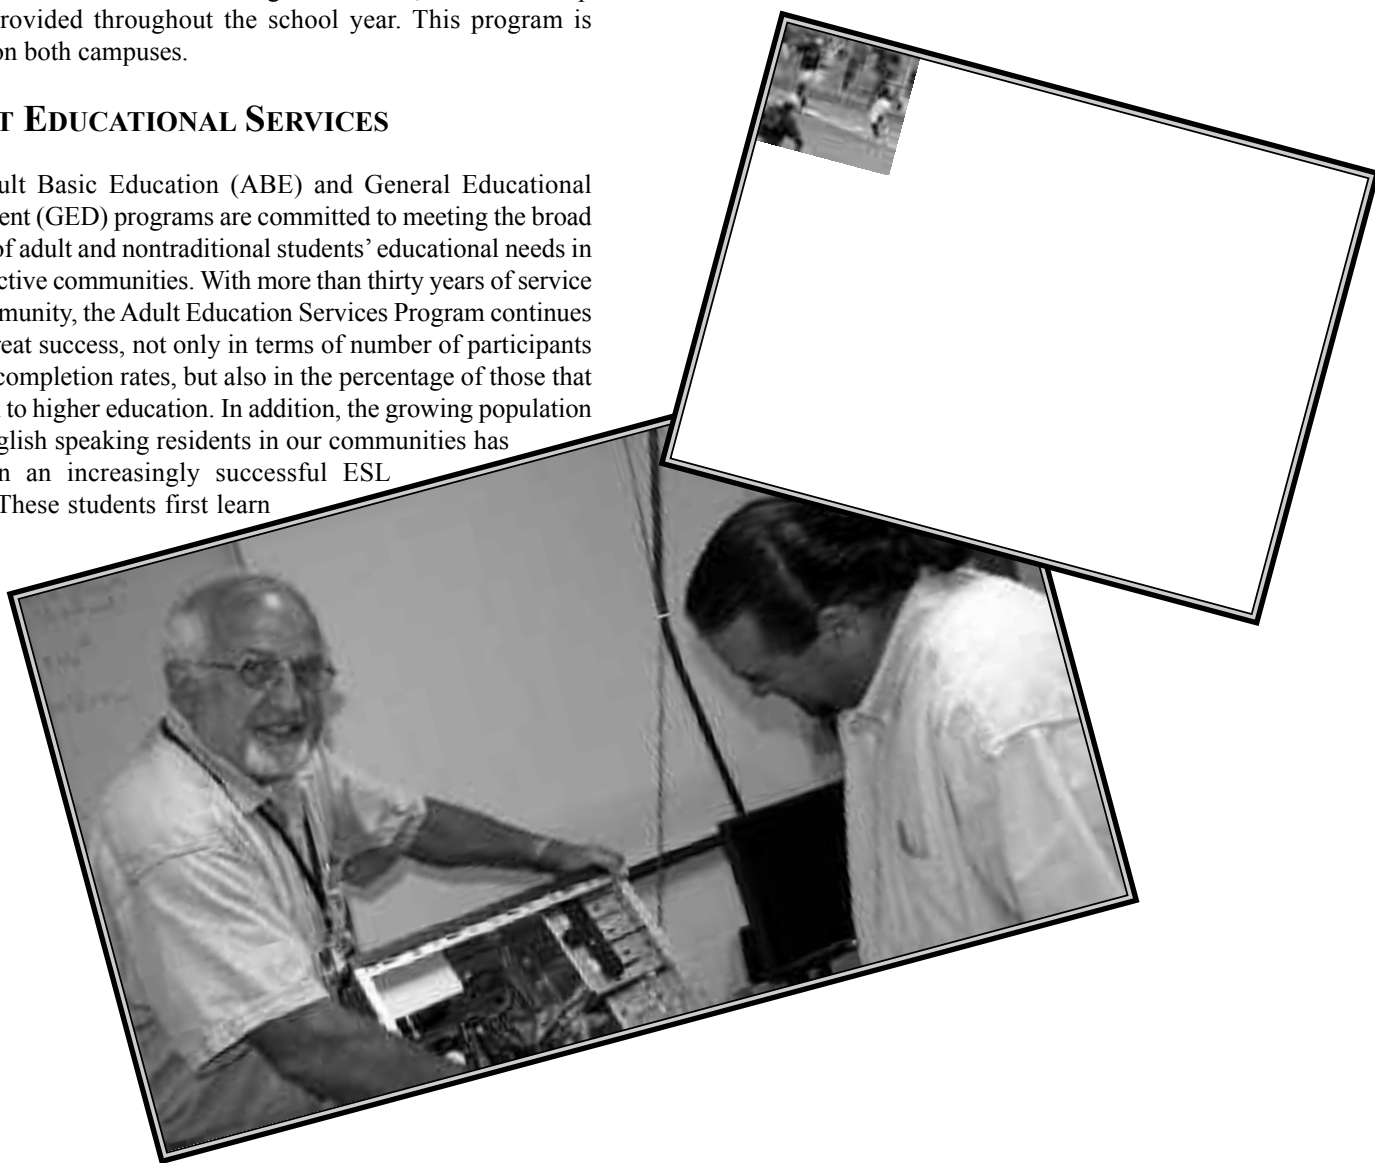 rovided throughout the school year. This program is
on both campuses.
T EDUCATIONAL SERVICES
ult Basic Education (ABE) and General Educational
ent (GED) programs are committed to meeting the broad
of adult and nontraditional students’ educational needs in
ctive communities. With more than thirty years of service
munity, the Adult Education Services Program continues
reat success, not only in terms of number of participants
completion rates, but also in the percentage of those that
to higher education. In addition, the growing population
glish speaking residents in our communities has
n an increasingly successful ESL
These students first learn